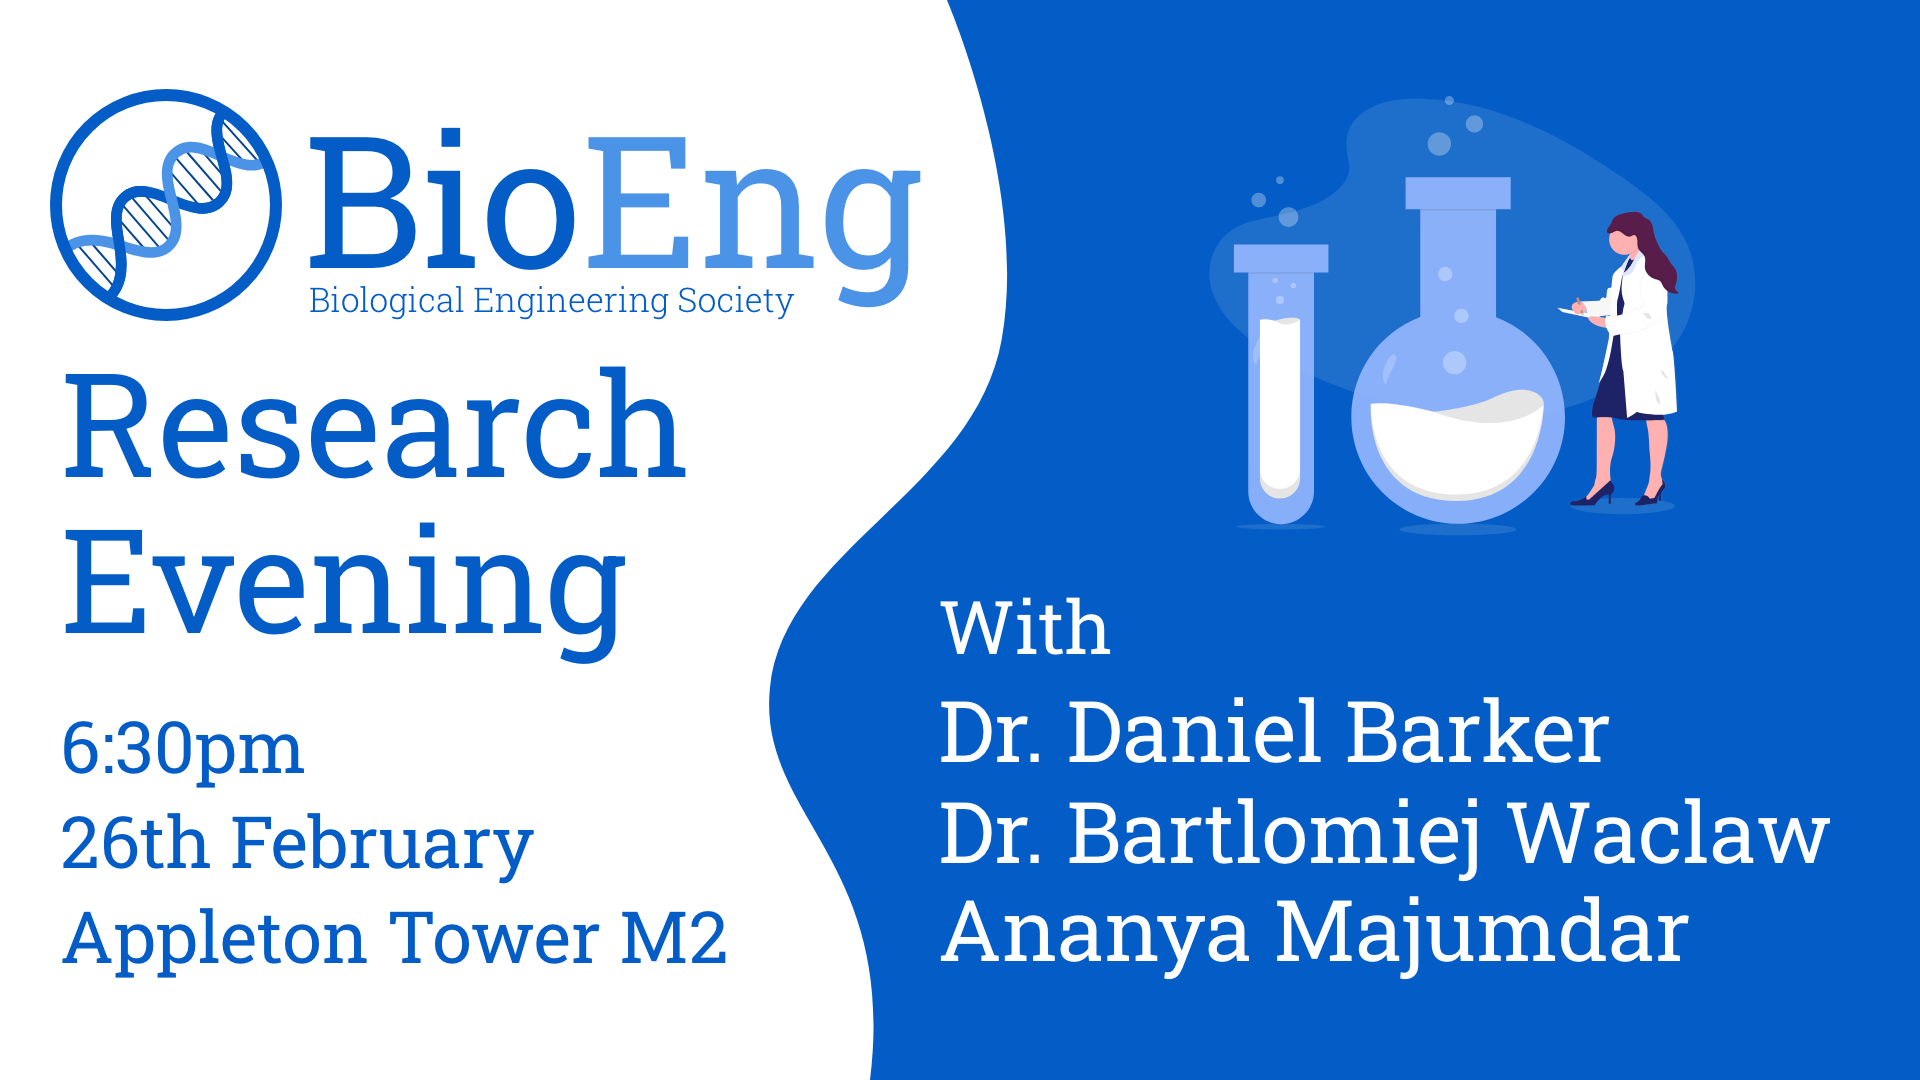 BioEng
Biological Engineering Society
Research
Evening
6:30pm
26th February
Appleton Tower M2
With
Dr. Daniel Barker
Dr. Bartlomiej Waclaw
Ananya Majumdar